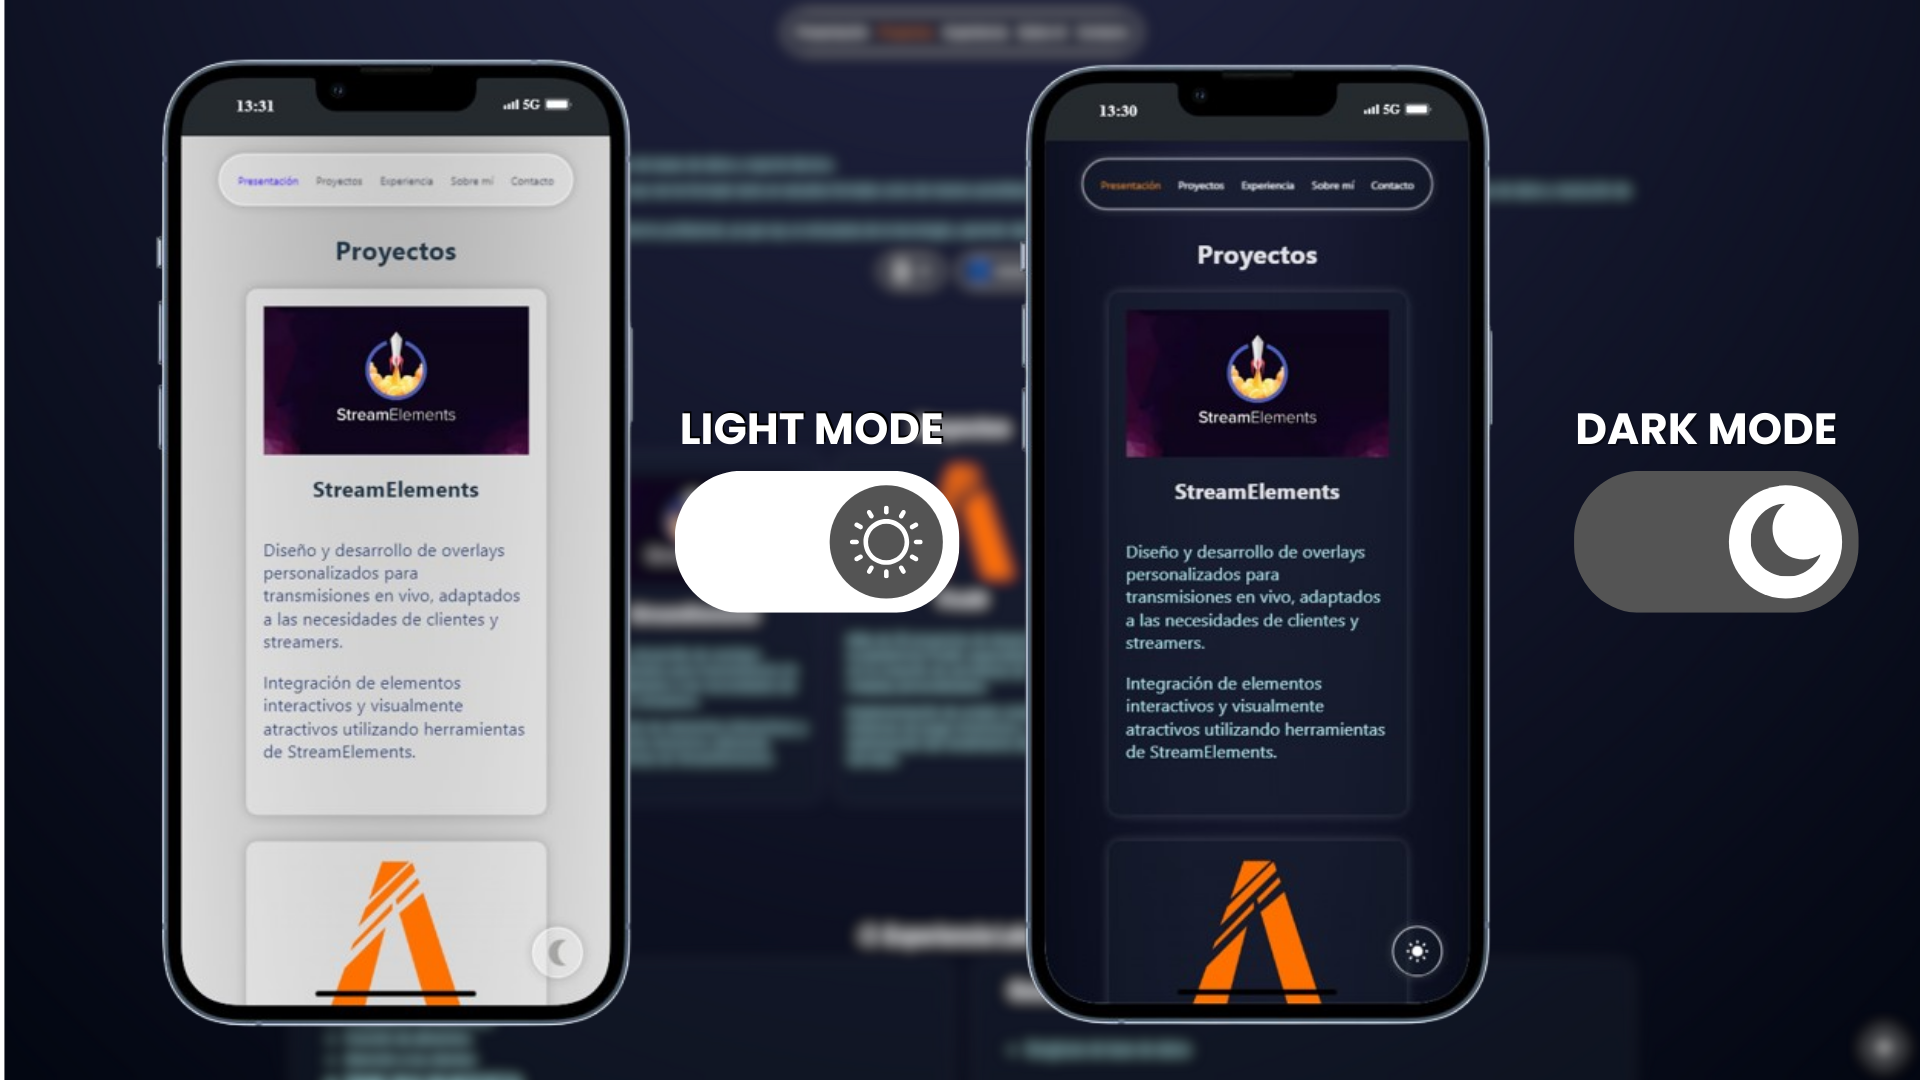 13:31
5G
Presentación Proyectos Experiencia Sobre mí Contacto
Proyectos
StreamElements
StreamElements
Diseño y desarrollo de overlays
personalizados para
transmisiones en vivo, adaptados
a las necesidades de clientes y
streamers.
Integración de elementos
interactivos y visualmente
atractivos utilizando herramientas
de StreamElements.
LIGHT MODE
13:30
5G
Presentación Proyectos Experiencia Sobre mí Contacto
Proyectos
StreamElements
StreamElements
Diseño y desarrollo de overlays
personalizados para
transmisiones en vivo, adaptados
a las necesidades de clientes y
streamers.
Integración de elementos
interactivos y visualmente
atractivos utilizando herramientas
de StreamElements.
DARK MODE